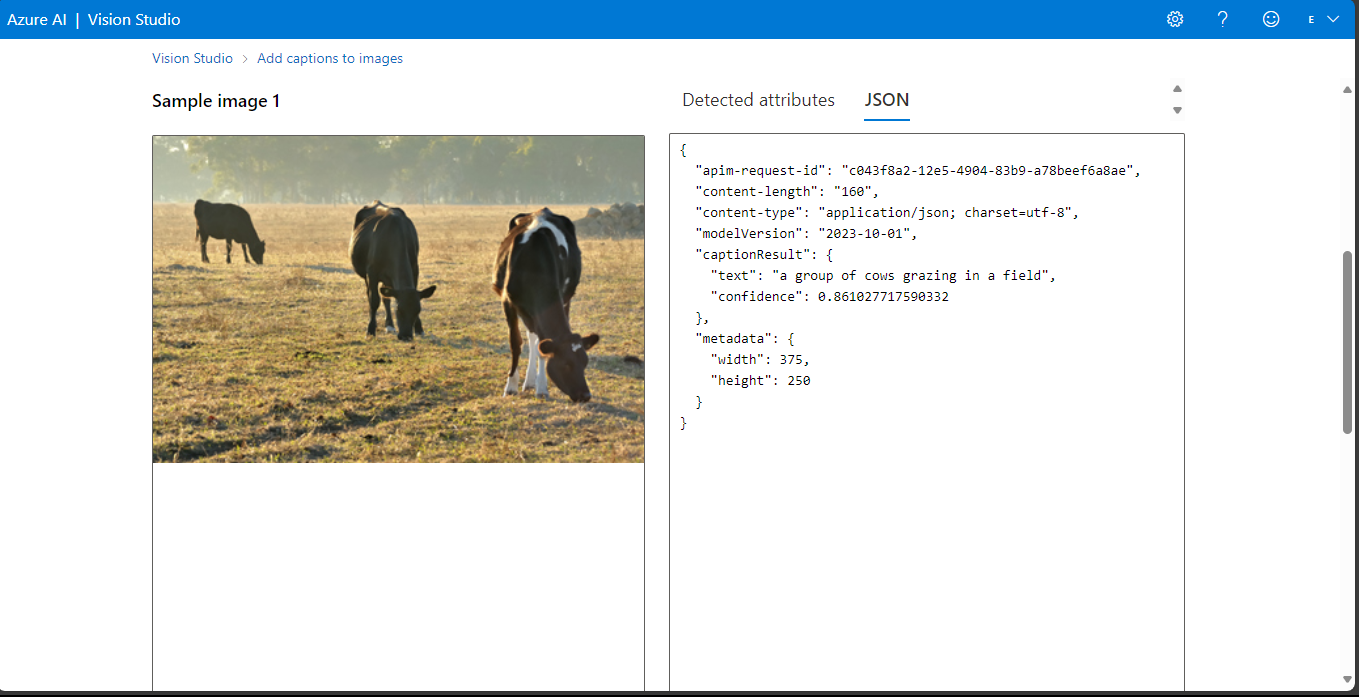 Azure AI | Vision Studio
E
Vision Studio > Add captions to images
Sample image 1
Detected attributes
JSON
{
"apim-request-id": "c043f8a2-12e5-4904-83b9-a78beef6a8ae",
"content-length": "160",
"content-type": "application/json; charset=utf-8",
"modelVersion": "2023-10-01",
"captionResult": {
"text": "a group of cows grazing in a field",
"confidence": 0.861027717590332
},
"metadata": {
"width": 375,
"height": 250
}
}